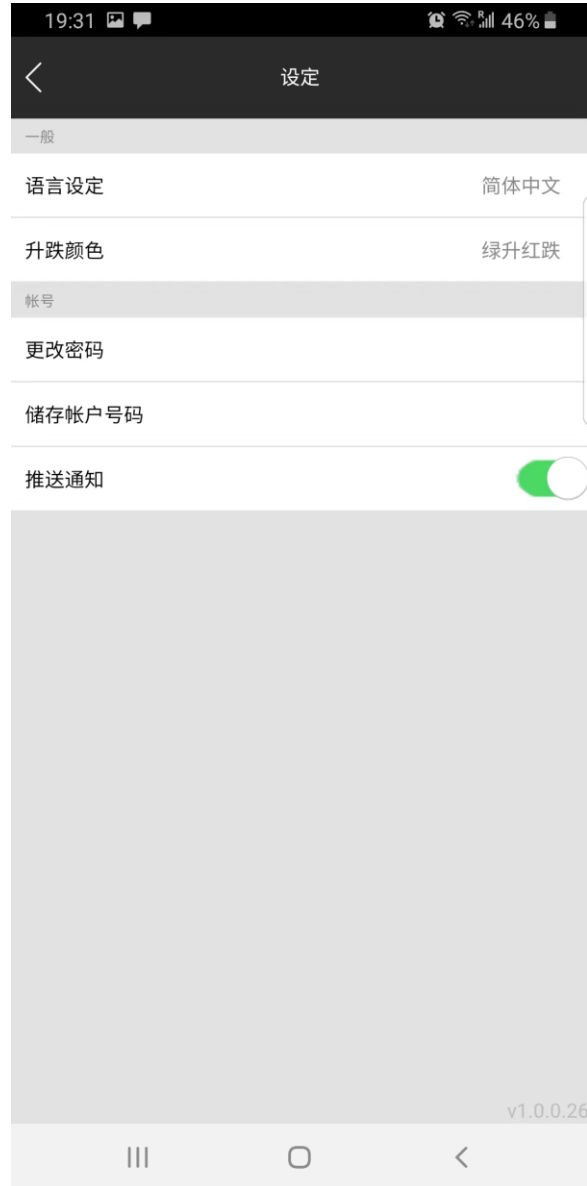 19:31
46%
设定
一般
语言设定 简体中文
升跌颜色 绿升红跌
帐号
更改密码
储存帐户号码
推送通知
v1.0.0.26